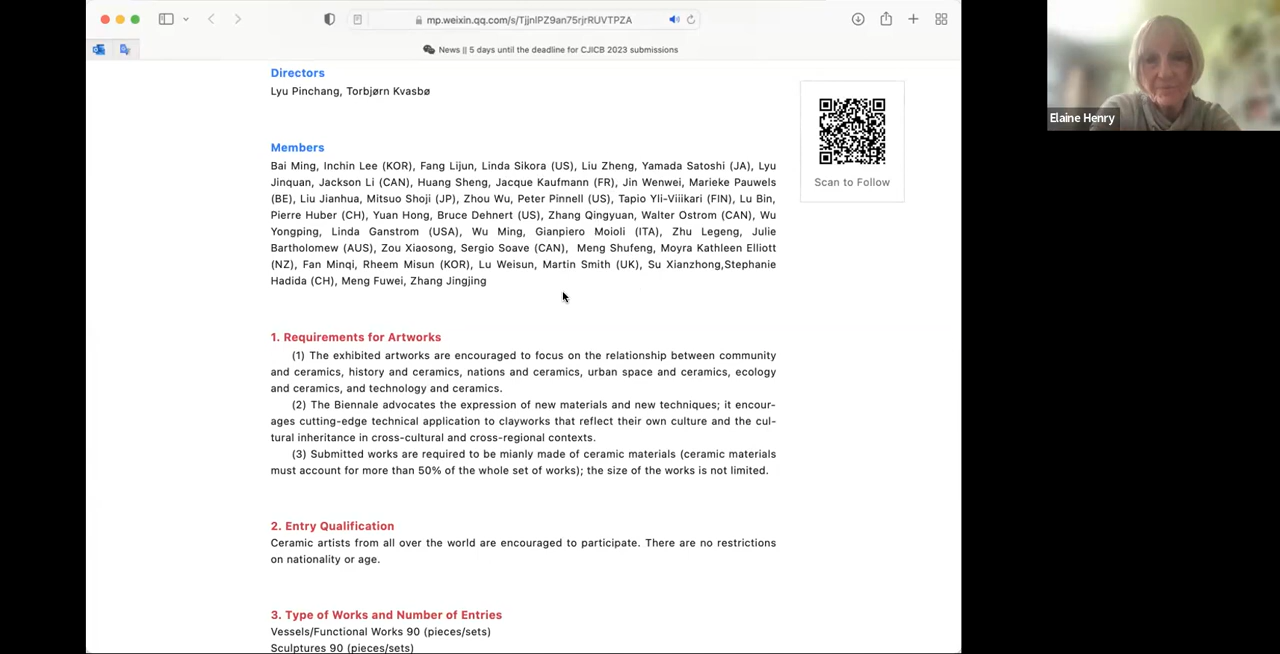 mp.weixin.qq.com/s/TjjnlPZ9an75rjrRUVTPZA
News || 5 days until the deadline for CJICB 2023 submissions
Elaine Henry
Directors
Lyu Pinchang, Torbjørn Kvasbø
Scan to Follow
Members
Bai Ming, Inchin Lee (KOR), Fang Lijun, Linda Sikora (US), Liu Zheng, Yamada Satoshi (JA), Lyu
Jinquan, Jackson Li (CAN), Huang Sheng, Jacque Kaufmann (FR), Jin Wenwei, Marieke Pauwels
(BE), Liu Jianhua, Mitsuo Shoji (JP), Zhou Wu, Peter Pinnell (US), Tapio Yli-Viiikari (FIN), Lu Bin,
Pierre Huber (CH), Yuan Hong, Bruce Dehnert (US), Zhang Qingyuan, Walter Ostrom (CAN), Wu
Yongping, Linda Ganstrom (USA), Wu Ming, Gianpiero Moioli (ITA), Zhu Legeng, Julie
Bartholomew (AUS), Zou Xiaosong, Sergio Soave (CAN), Meng Shufeng, Moyra Kathleen Elliott
(NZ), Fan Minqi, Rheem Misun (KOR), Lu Weisun, Martin Smith (UK), Su Xianzhong,Stephanie
Hadida (CH), Meng Fuwei, Zhang Jingjing
1. Requirements for Artworks
(1) The exhibited artworks are encouraged to focus on the relationship between community
and ceramics, history and ceramics, nations and ceramics, urban space and ceramics, ecology
and ceramics, and technology and ceramics.
(2) The Biennale advocates the expression of new materials and new techniques; it encour-
ages cutting-edge technical application to clayworks that reflect their own culture and the cul-
tural inheritance in cross-cultural and cross-regional contexts.
(3) Submitted works are required to be mianly made of ceramic materials (ceramic materials
must account for more than 50% of the whole set of works); the size of the works is not limited.
2. Entry Qualification
Ceramic artists from all over the world are encouraged to participate. There are no restrictions
on nationality or age.
3. Type of Works and Number of Entries
Vessels/Functional Works 90 (pieces/sets)
Sculptures 90 (pieces/sets)